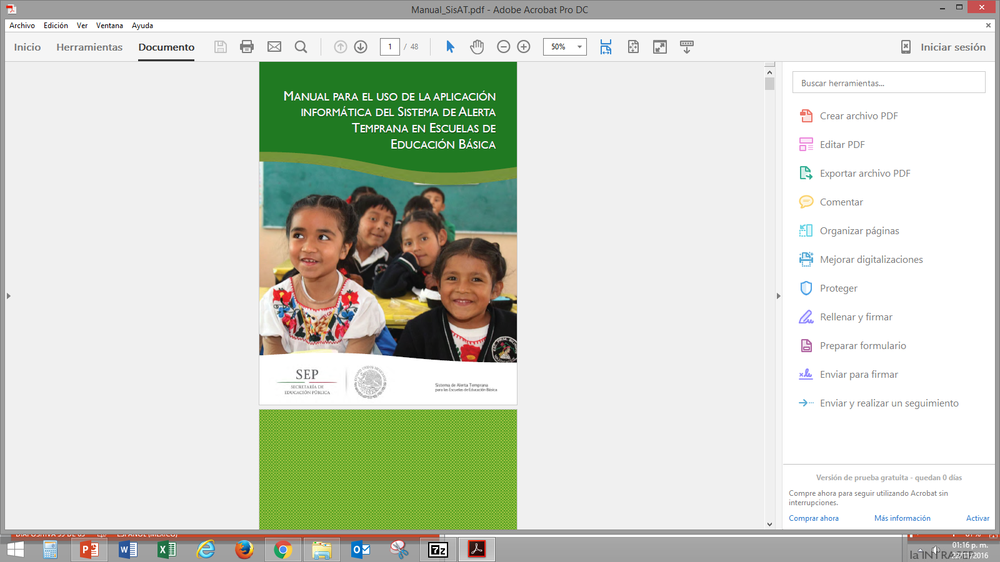 Manual_SisAT.pdf - Adobe Acrobat Pro DC
Archivo Edición Ver Ventana Ayuda
Inicio Herramientas Documento 1 / 48 50% Iniciar sesión
MANUAL PARA EL USO DE LA APLICACIÓN
INFORMÁTICA DEL SISTEMA DE ALERTA
TEMPRANA EN ESCUELAS DE
EDUCACIÓN BÁSICA
SEP
SECRETARÍA DE
EDUCACIÓN PÚBLICA
ESTADOS UNIDOS MEXICANOS
Sistema de Alerta Temprana
para las Escuelas de Educación Básica
Buscar herramientas...
Crear archivo PDF
Editar PDF
Exportar archivo PDF
Comentar
Organizar páginas
Mejorar digitalizaciones
Proteger
Rellenar y firmar
Preparar formulario
Enviar para firmar
Enviar y realizar un seguimiento
Versión de prueba gratuita - quedan 0 días
Compre ahora para seguir utilizando Acrobat sin
interrupciones.
Comprar ahora Más información Activar
7z
01:16 p. m.
22/11/2016